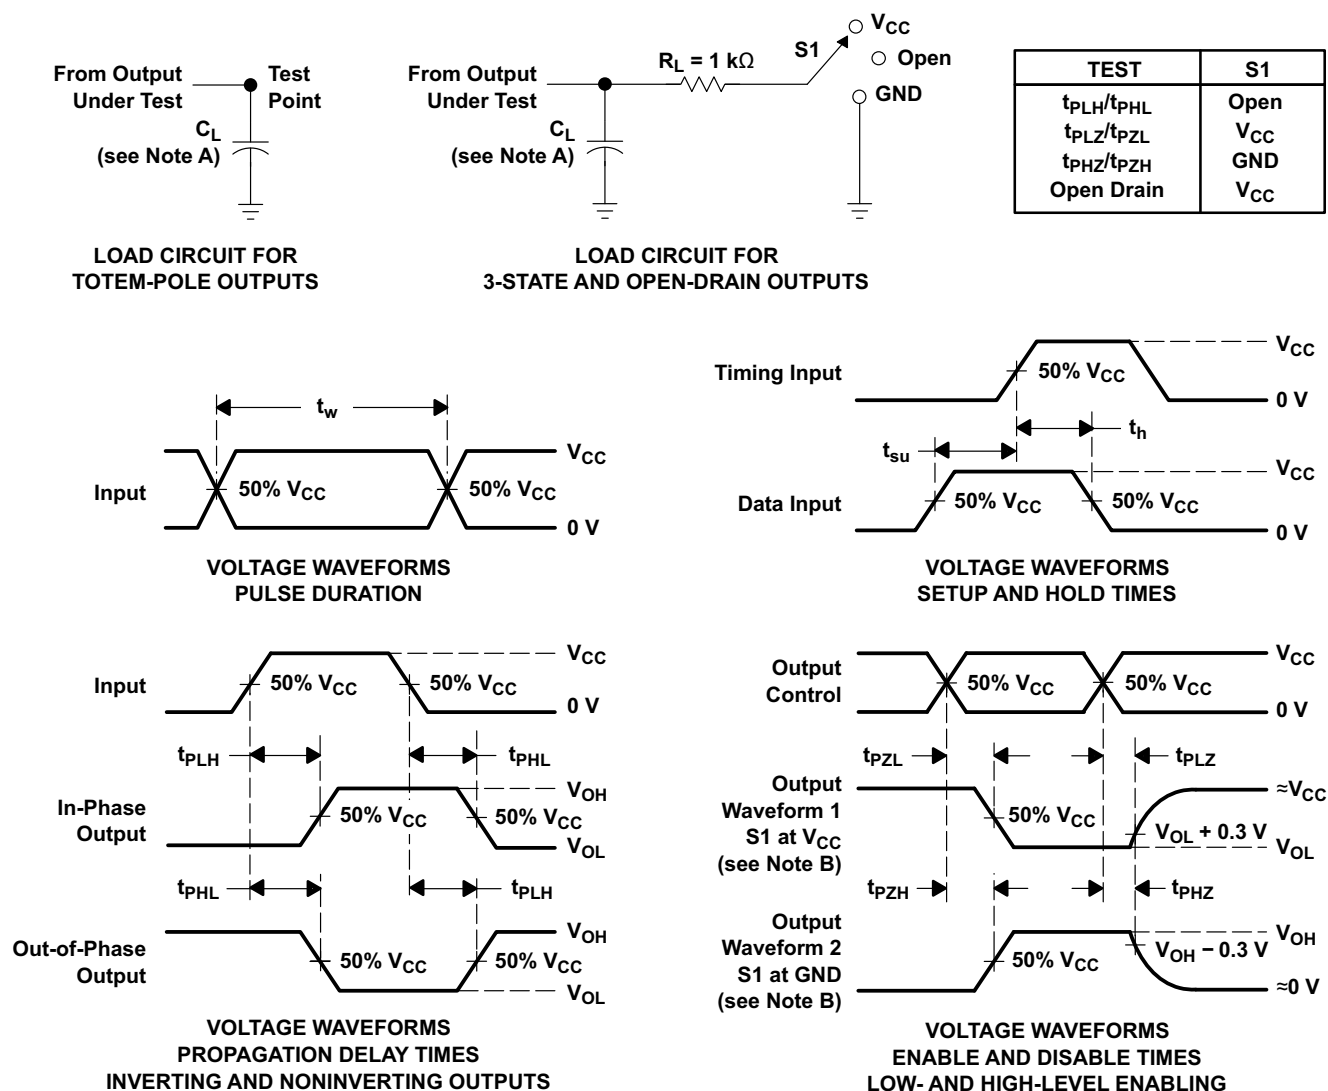 From Output
Under Test
Test
Point
C_L
(see Note A)
LOAD CIRCUIT FOR
TOTEM-POLE OUTPUTS
From Output
Under Test
R_L = 1 kΩ
S1
V_CC
Open
GND
C_L
(see Note A)
LOAD CIRCUIT FOR
3-STATE AND OPEN-DRAIN OUTPUTS
TEST S1
t_PLH/t_PHL Open
t_PLZ/t_PZL V_CC
t_PHZ/t_PZH GND
Open Drain V_CC
t_w
Input
50% V_CC
50% V_CC
V_CC
0 V
VOLTAGE WAVEFORMS
PULSE DURATION
Timing Input
50% V_CC
V_CC
0 V
t_su
t_h
Data Input
50% V_CC
50% V_CC
V_CC
0 V
VOLTAGE WAVEFORMS
SETUP AND HOLD TIMES
Input
50% V_CC
50% V_CC
V_CC
0 V
t_PLH
t_PHL
In-Phase
Output
50% V_CC
50% V_CC
V_OH
V_OL
t_PHL
t_PLH
Out-of-Phase
Output
50% V_CC
50% V_CC
V_OH
V_OL
VOLTAGE WAVEFORMS
PROPAGATION DELAY TIMES
INVERTING AND NONINVERTING OUTPUTS
Output
Control
50% V_CC
50% V_CC
V_CC
0 V
t_PZL
t_PLZ
Output
Waveform 1
S1 at V_CC
(see Note B)
50% V_CC
≈V_CC
V_OL + 0.3 V
V_OL
t_PZH
t_PHZ
Output
Waveform 2
S1 at GND
(see Note B)
50% V_CC
V_OH
V_OH − 0.3 V
≈0 V
VOLTAGE WAVEFORMS
ENABLE AND DISABLE TIMES
LOW- AND HIGH-LEVEL ENABLING